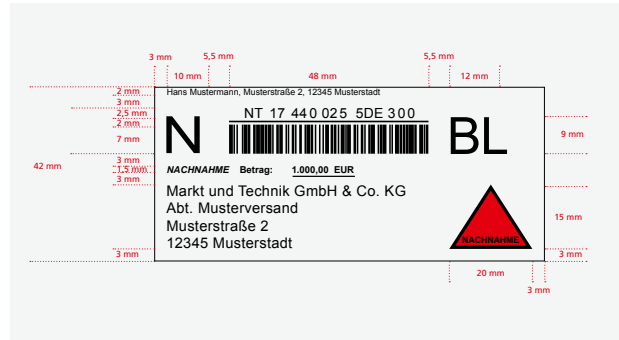 3 mm
5,5 mm
5,5 mm
10 mm
48 mm
12 mm
2 mm
Hans Mustermann, Musterstraße 2, 12345 Musterstadt
3 mm
2,5 mm
NT 17 440 025 5DE 300
2 mm
N
BL
9 mm
7 mm
42 mm
3 mm
1,5 mm
NACHNAHME Betrag: 1.000,00 EUR
3 mm
Markt und Technik GmbH & Co. KG
Abt. Musterversand
Musterstraße 2
12345 Musterstadt
15 mm
NACHNAHME
3 mm
3 mm
20 mm
3 mm